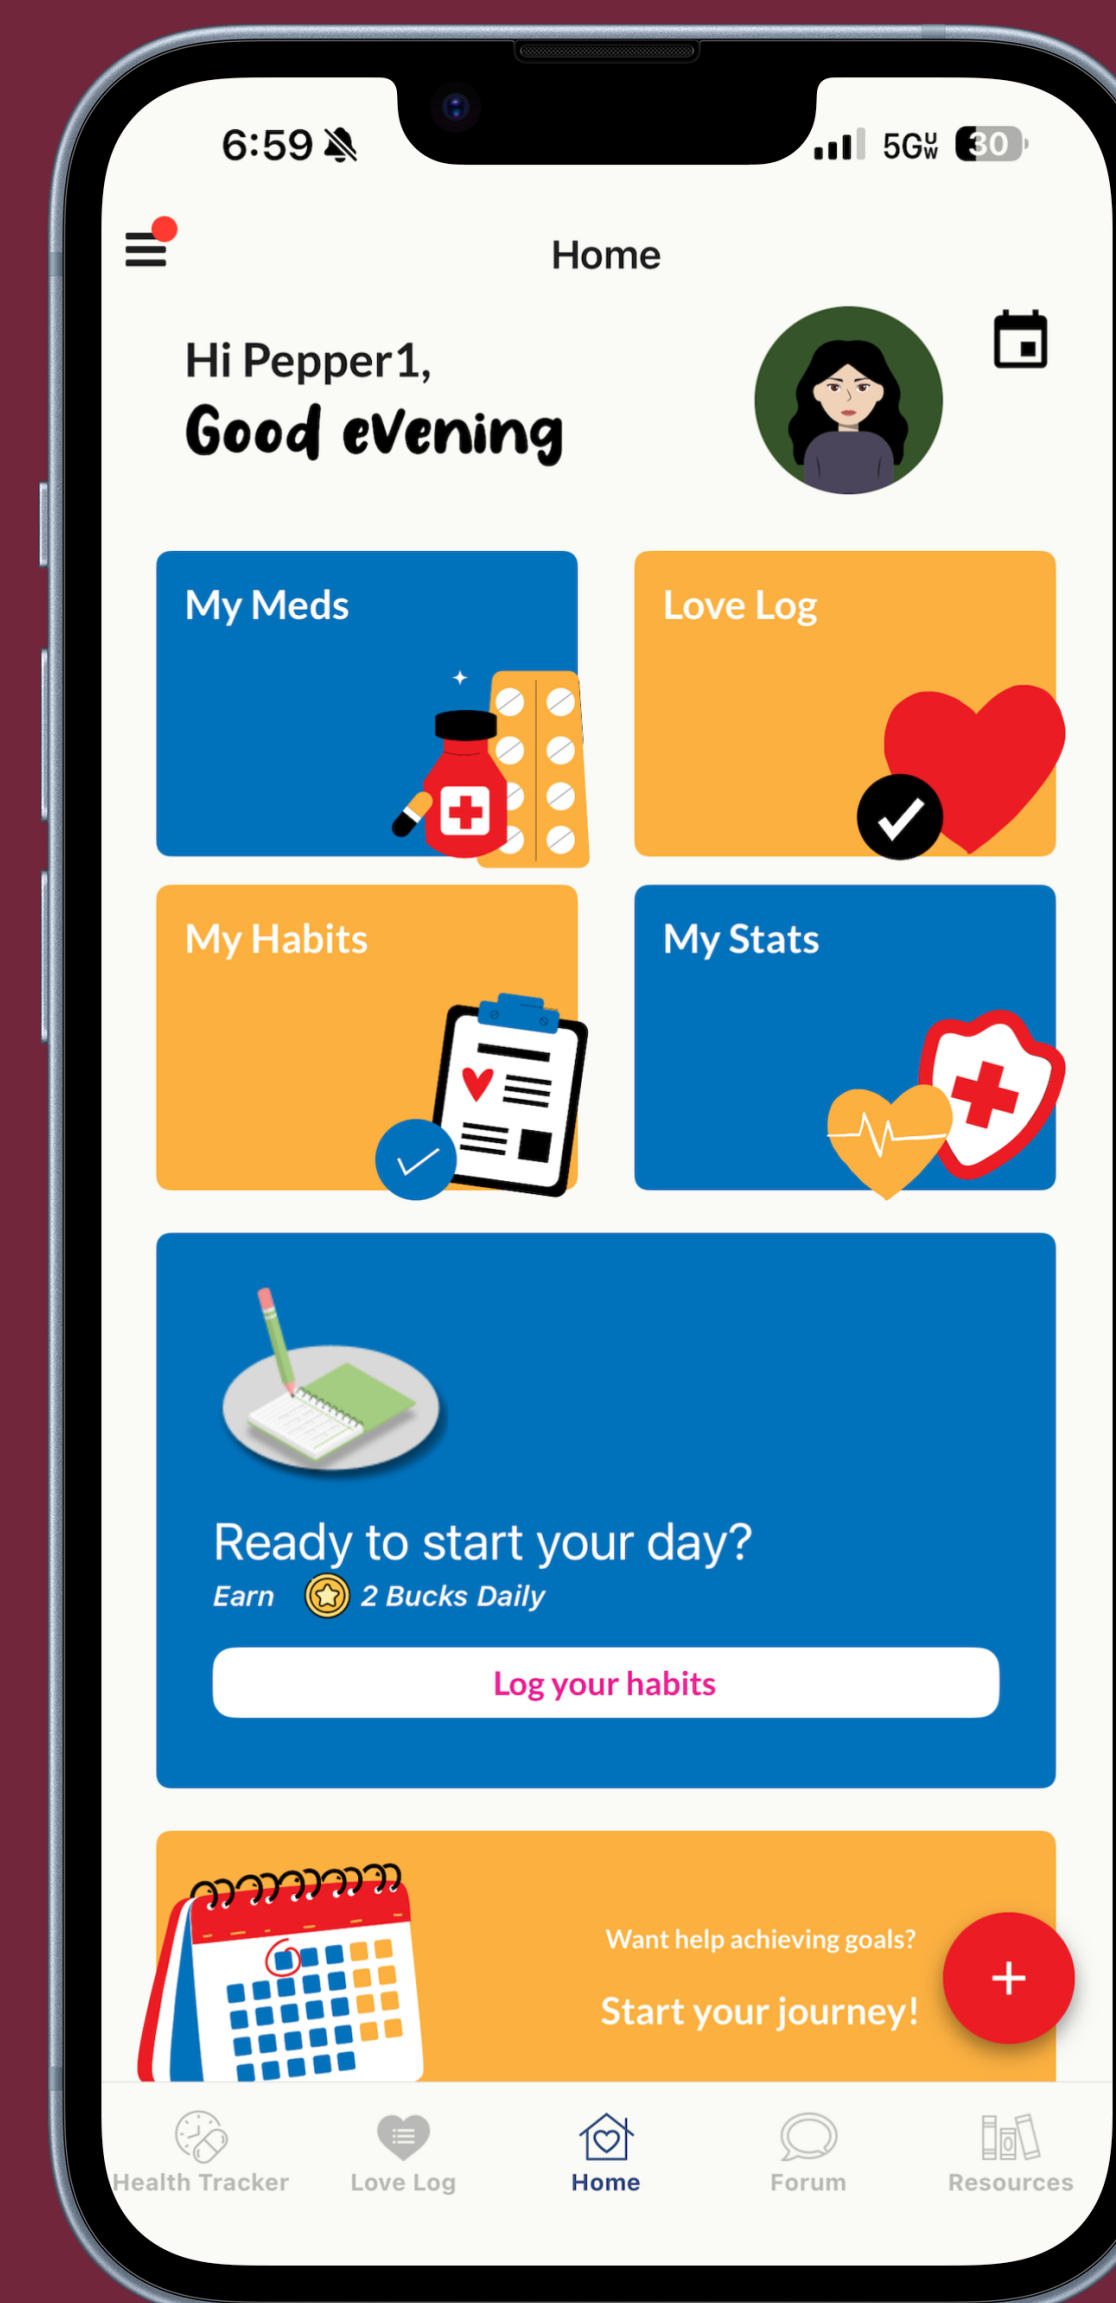 6:59
5G UW
30
Home
Hi Pepper1,
Good evening
My Meds
Love Log
My Habits
My Stats
Ready to start your day?
Earn 2 Bucks Daily
Log your habits
Want help achieving goals?
Start your journey!
+
Health Tracker
Love Log
Home
Forum
Resources